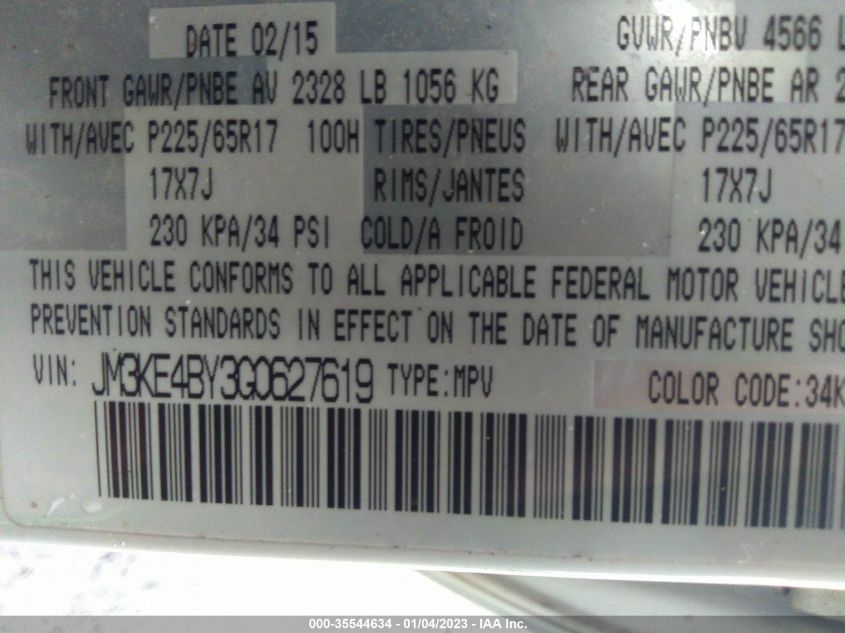 DATE 02/15 GVWR/PNBV 4566 L
FRONT GAWR/PNBE AV 2328 LB 1056 KG REAR GAWR/PNBE AR 2
WITH/AVEC P225/65R17 100H TIRES/PNEUS WITH/AVEC P225/65R17
17X7J RIMS/JANTES 17X7J
230 KPA/34 PSI COLD/A FROID 230 KPA/34
THIS VEHICLE CONFORMS TO ALL APPLICABLE FEDERAL MOTOR VEHICLE
PREVENTION STANDARDS IN EFFECT ON THE DATE OF MANUFACTURE SHO
VIN: JM3KE4BY3G0627619 TYPE:MPV COLOR CODE:34K
000-35544634 - 01/04/2023 - IAA Inc.